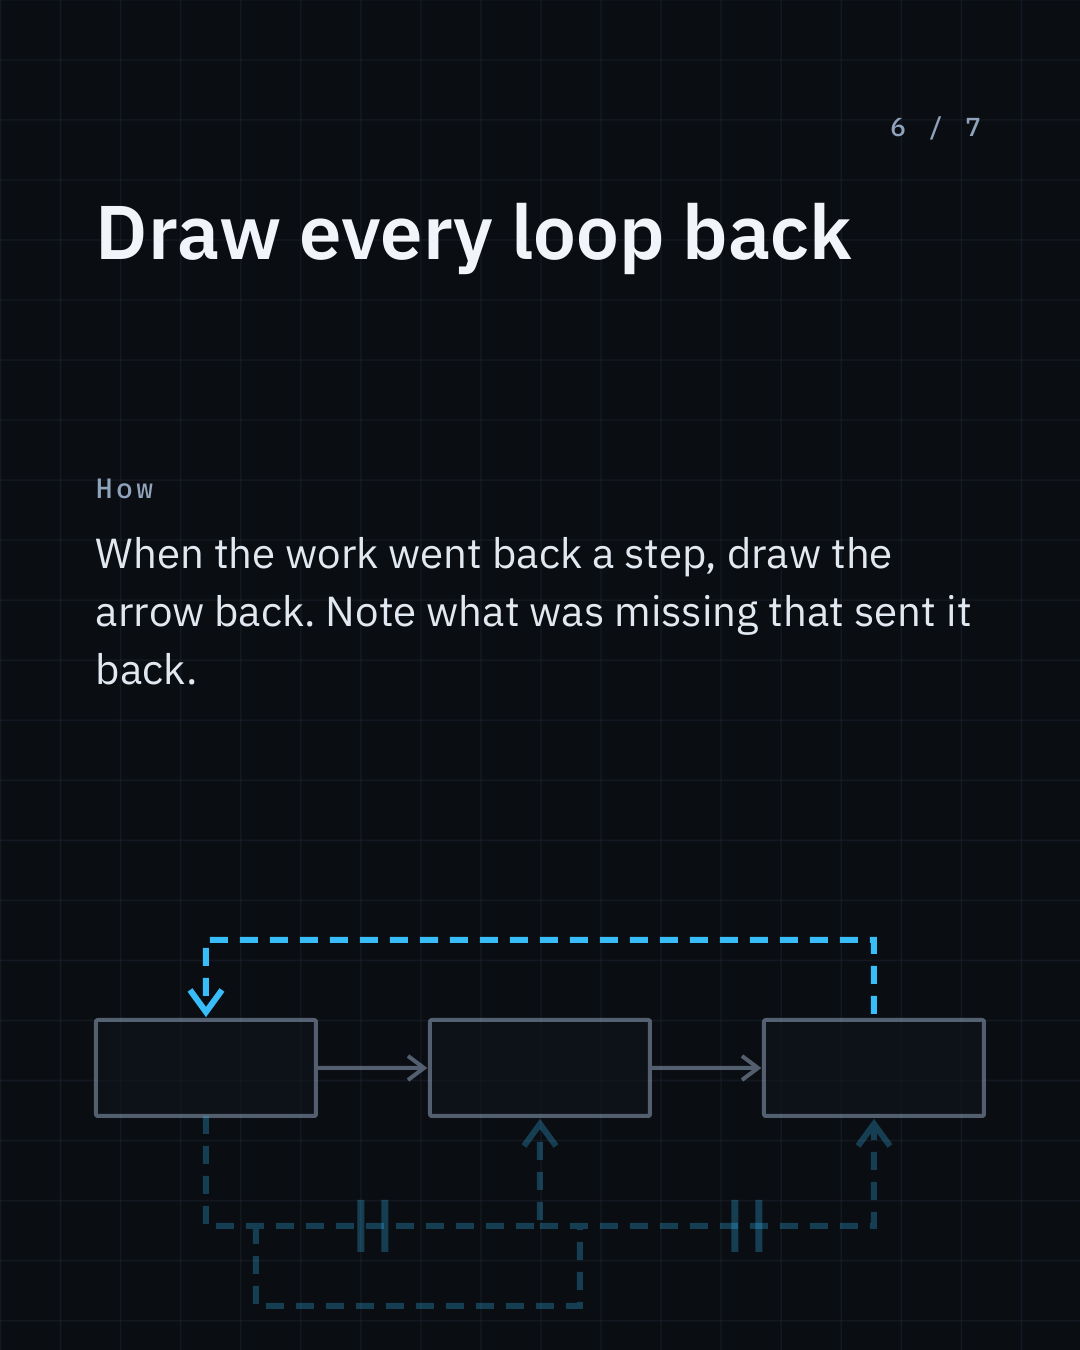 6 / 7
Draw every loop back
How
When the work went back a step, draw the
arrow back. Note what was missing that sent it
back.